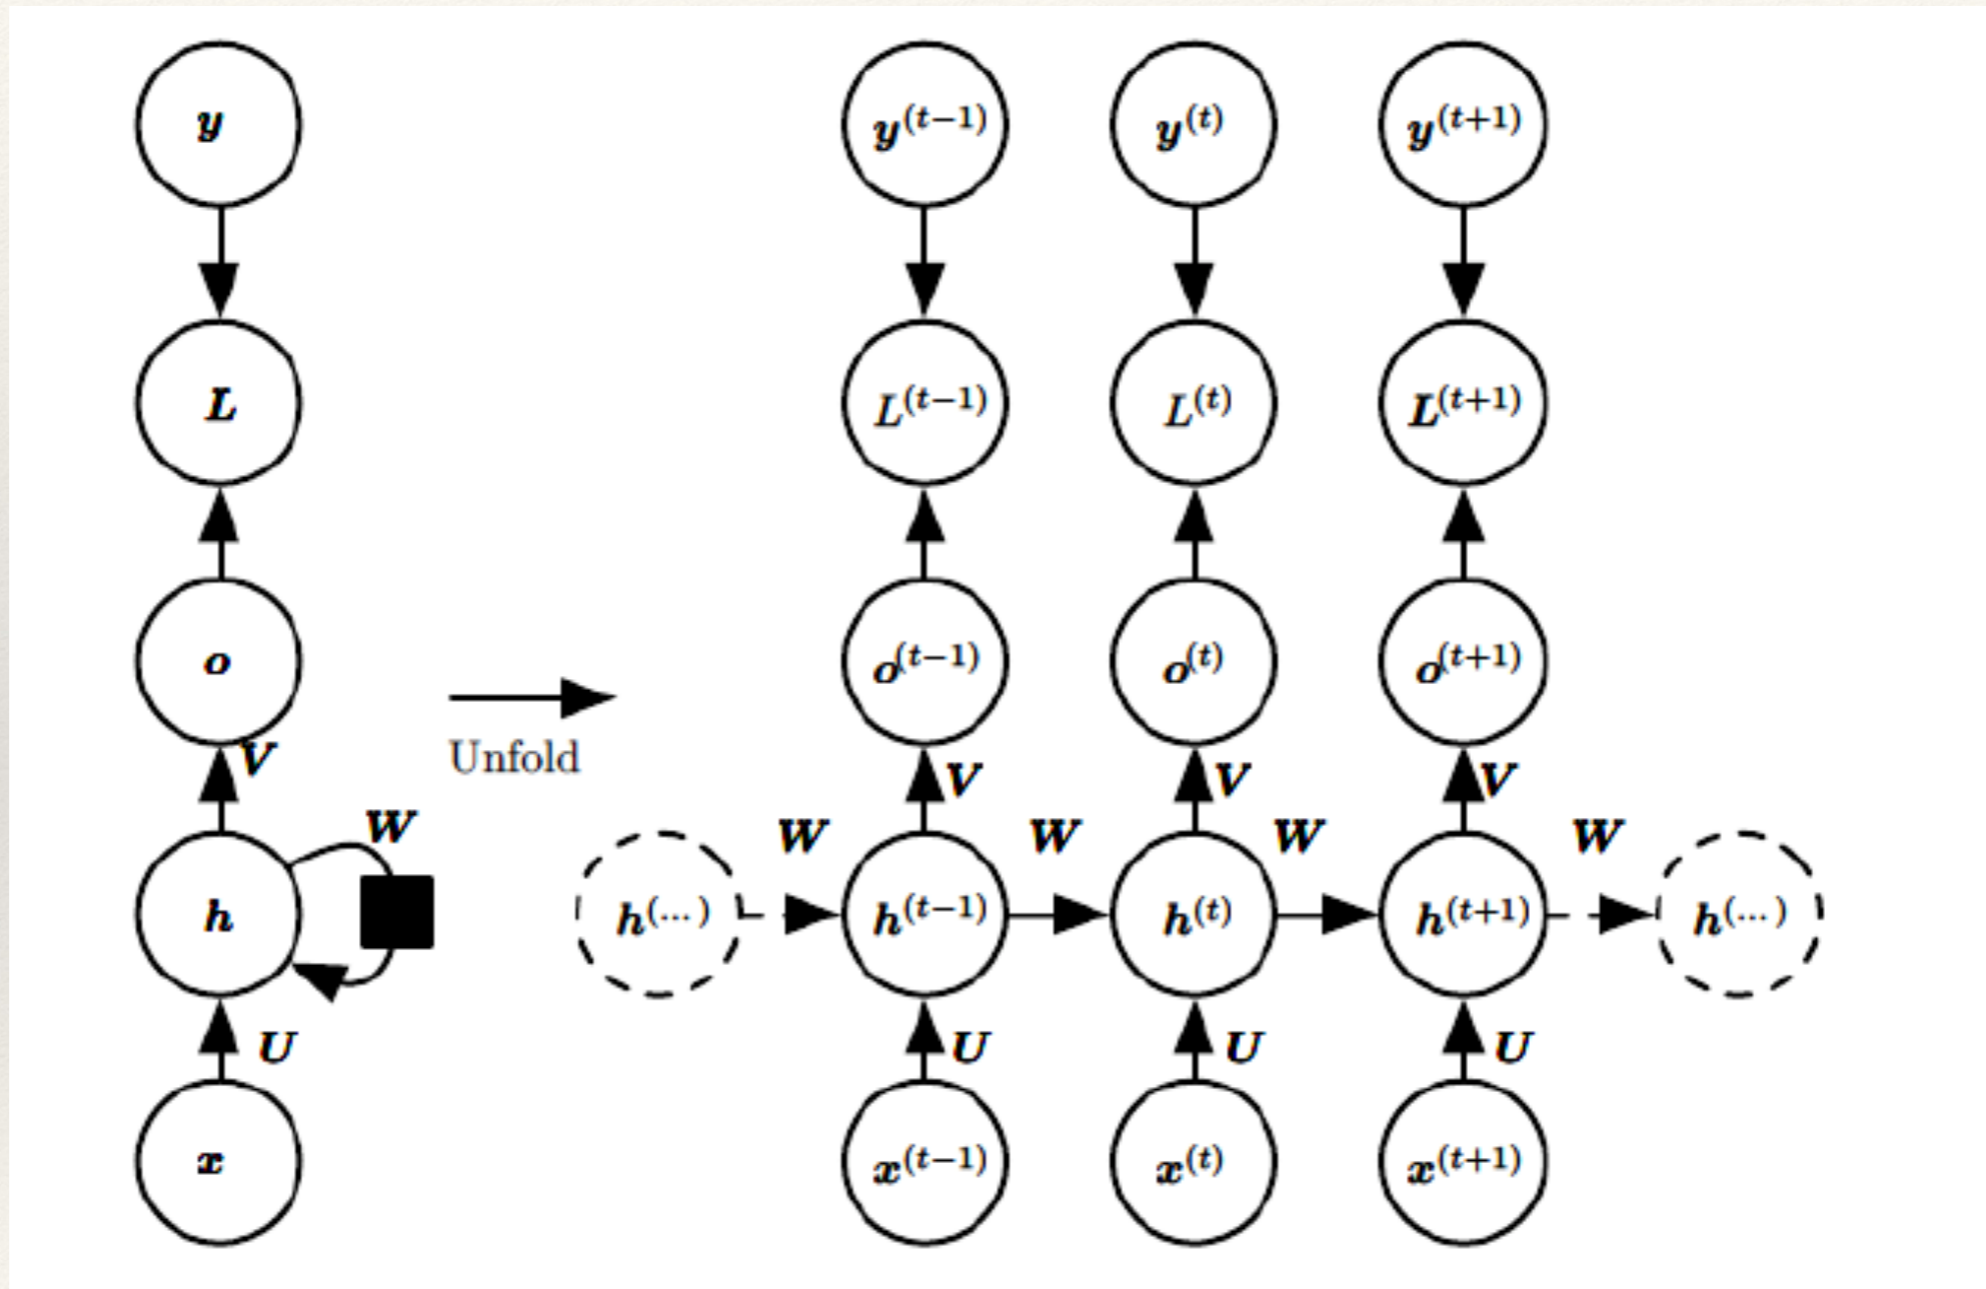 y y^(t−1) y^(t) y^(t+1)
L L^(t−1) L^(t) L^(t+1)
o o^(t−1) o^(t) o^(t+1)
Unfold
V V V V
W W W W W
h h^(...) h^(t−1) h^(t) h^(t+1) h^(...)
U U U U
x x^(t−1) x^(t) x^(t+1)